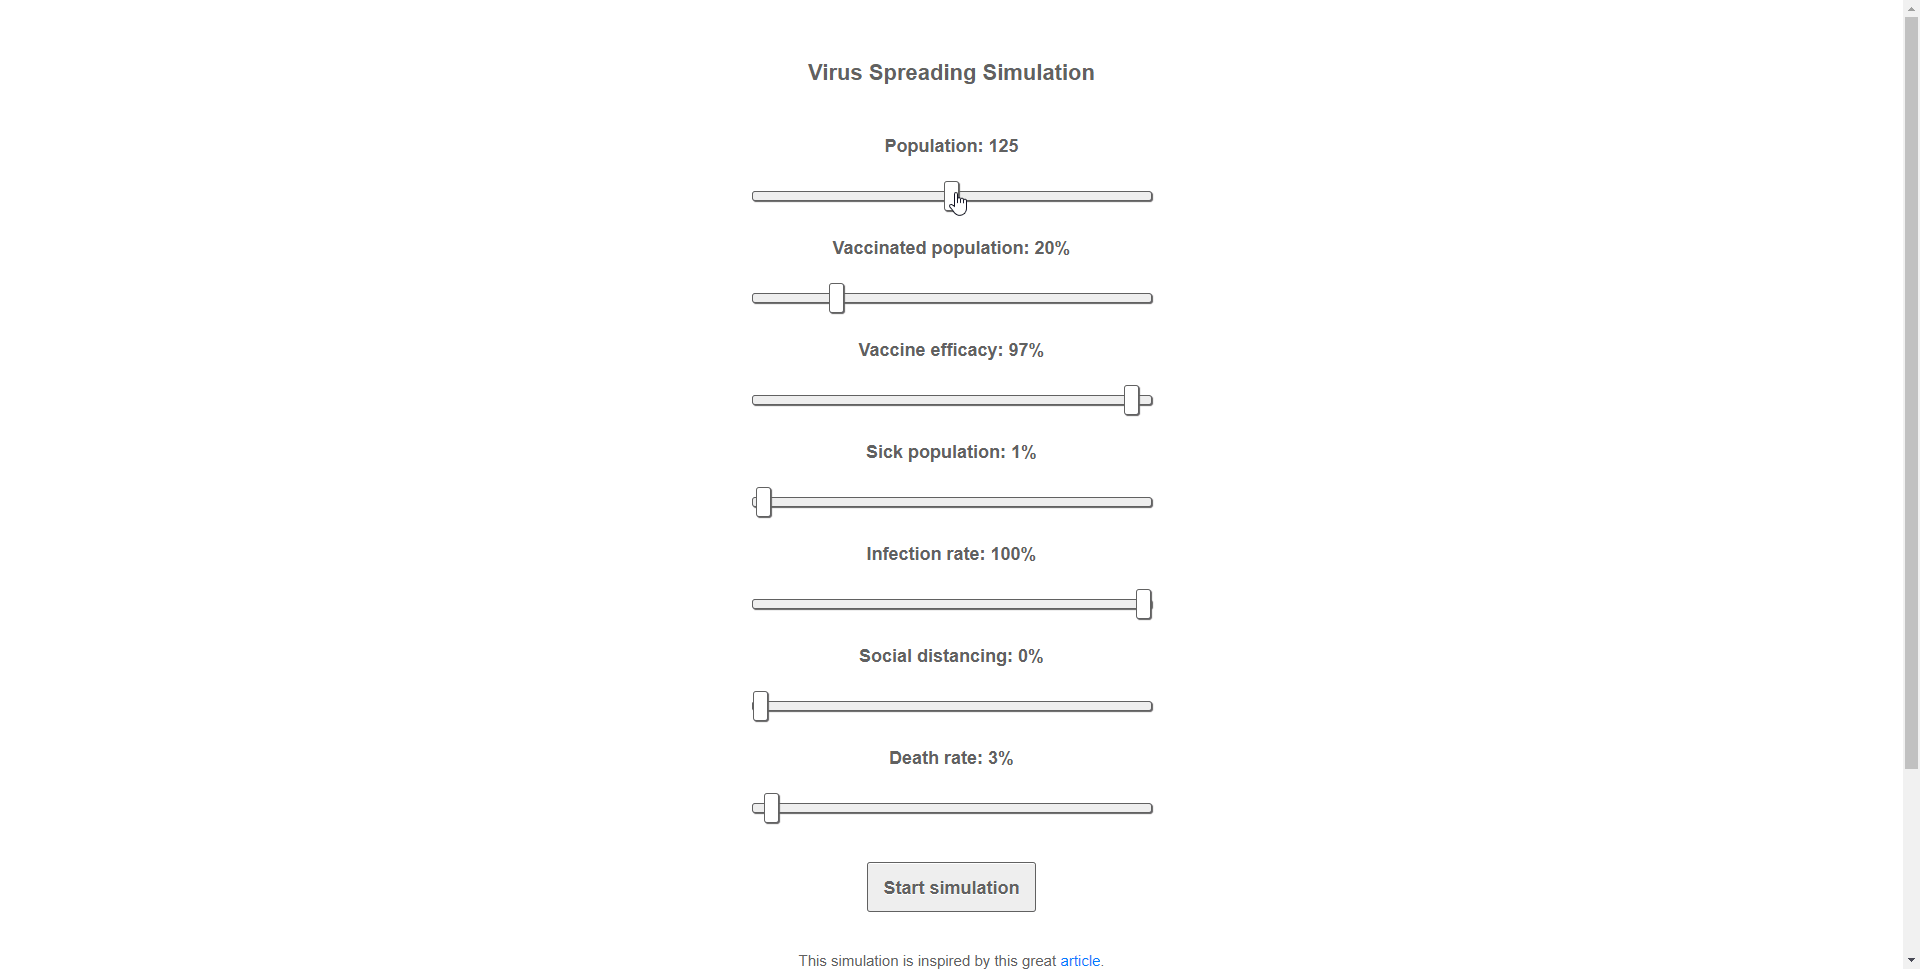 Virus Spreading Simulation
Population: 125
Vaccinated population: 20%
Vaccine efficacy: 97%
Sick population: 1%
Infection rate: 100%
Social distancing: 0%
Death rate: 3%
Start simulation
This simulation is inspired by this great article.